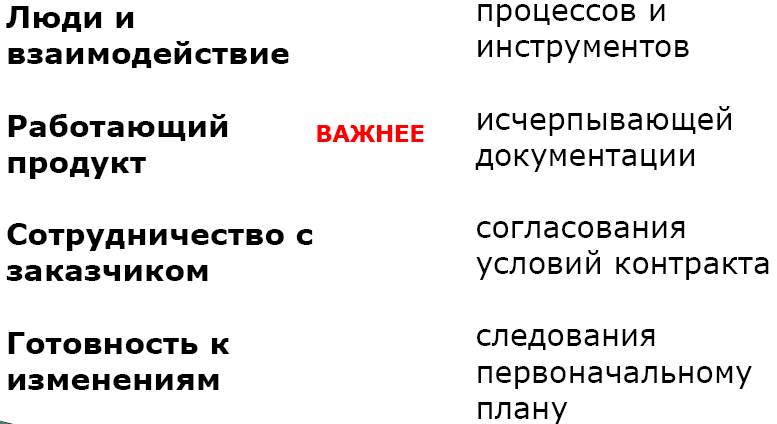 Люди и
взаимодействие
процессов и
инструментов
Работающий
продукт
ВАЖНЕЕ
исчерпывающей
документации
Сотрудничество с
заказчиком
согласования
условий контракта
Готовность к
изменениям
следования
первоначальному
плану